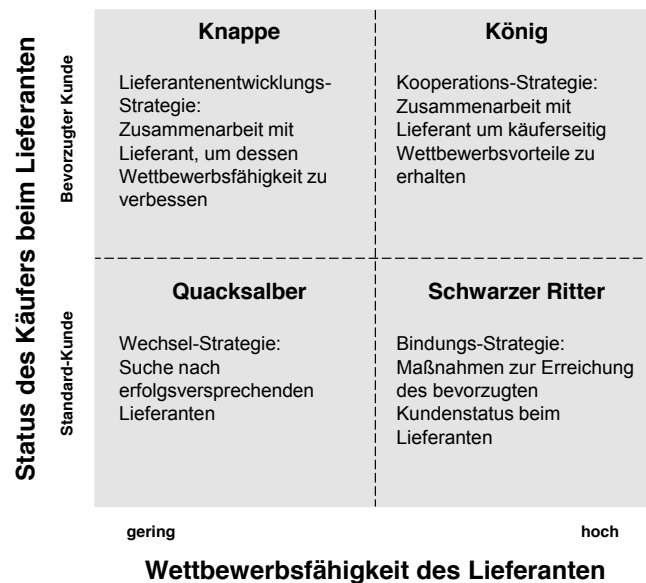 Status des Käufers beim Lieferanten
Bevorzugter Kunde
Standard-Kunde
Knappe
Lieferantenentwicklungs-
Strategie:
Zusammenarbeit mit
Lieferant, um dessen
Wettbewerbsfähigkeit zu
verbessen
König
Kooperations-Strategie:
Zusammenarbeit mit
Lieferant um käuferseitig
Wettbewerbsvorteile zu
erhalten
Quacksalber
Wechsel-Strategie:
Suche nach
erfolgsversprechenden
Lieferanten
Schwarzer Ritter
Bindungs-Strategie:
Maßnahmen zur Erreichung
des bevorzugten
Kundenstatus beim
Lieferanten
gering
hoch
Wettbewerbsfähigkeit des Lieferanten